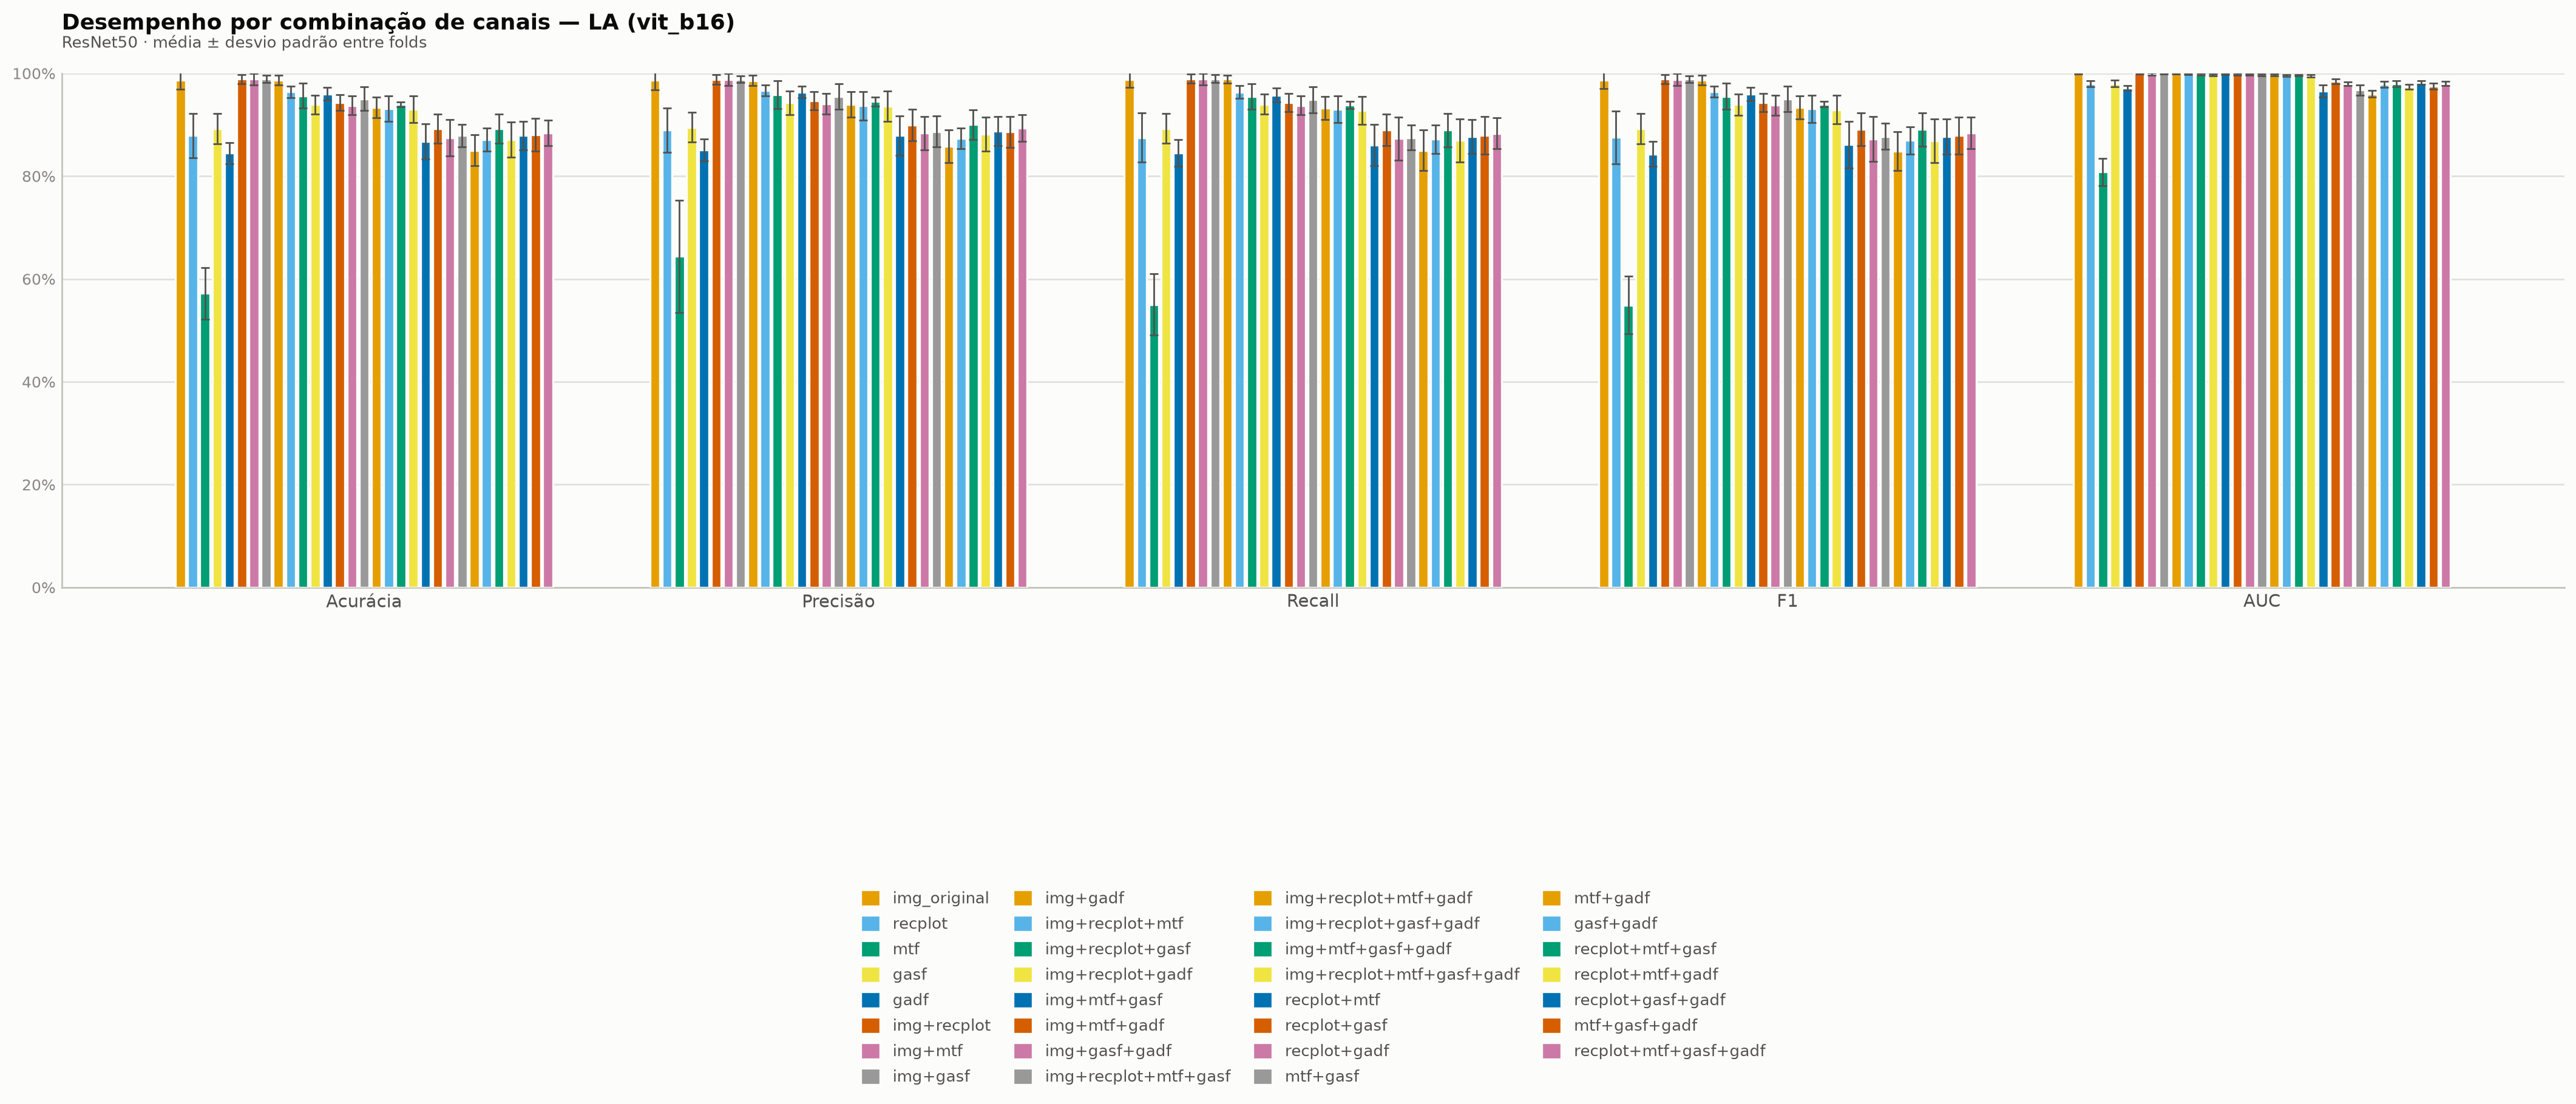 Desempenho por combinação de canais — LA (vit_b16)
ResNet50 · média ± desvio padrão entre folds
100%
80%
60%
40%
20%
0%
Acurácia
Precisão
Recall
F1
AUC
img_original
recplot
mtf
gasf
gadf
img+recplot
img+mtf
img+gasf
img+gadf
img+recplot+mtf
img+recplot+gasf
img+recplot+gadf
img+mtf+gasf
img+mtf+gadf
img+gasf+gadf
img+recplot+mtf+gasf
img+recplot+mtf+gadf
img+recplot+gasf+gadf
img+mtf+gasf+gadf
img+recplot+mtf+gasf+gadf
recplot+mtf
recplot+gasf
recplot+gadf
mtf+gasf
mtf+gadf
gasf+gadf
recplot+mtf+gasf
recplot+mtf+gadf
recplot+gasf+gadf
mtf+gasf+gadf
recplot+mtf+gasf+gadf